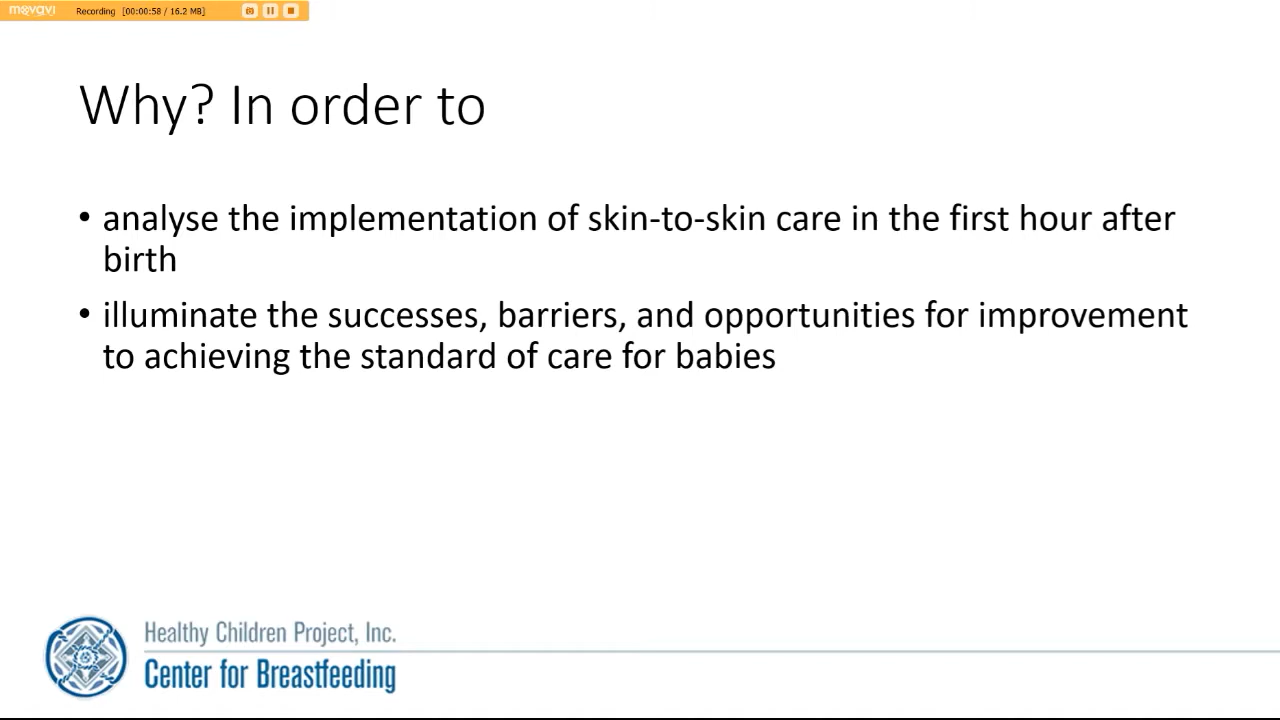 movavi Recording [00:00:58 / 16.2 MB]
Why? In order to
• analyse the implementation of skin-to-skin care in the first hour after
birth
• illuminate the successes, barriers, and opportunities for improvement
to achieving the standard of care for babies
Healthy Children Project, Inc.
Center for Breastfeeding